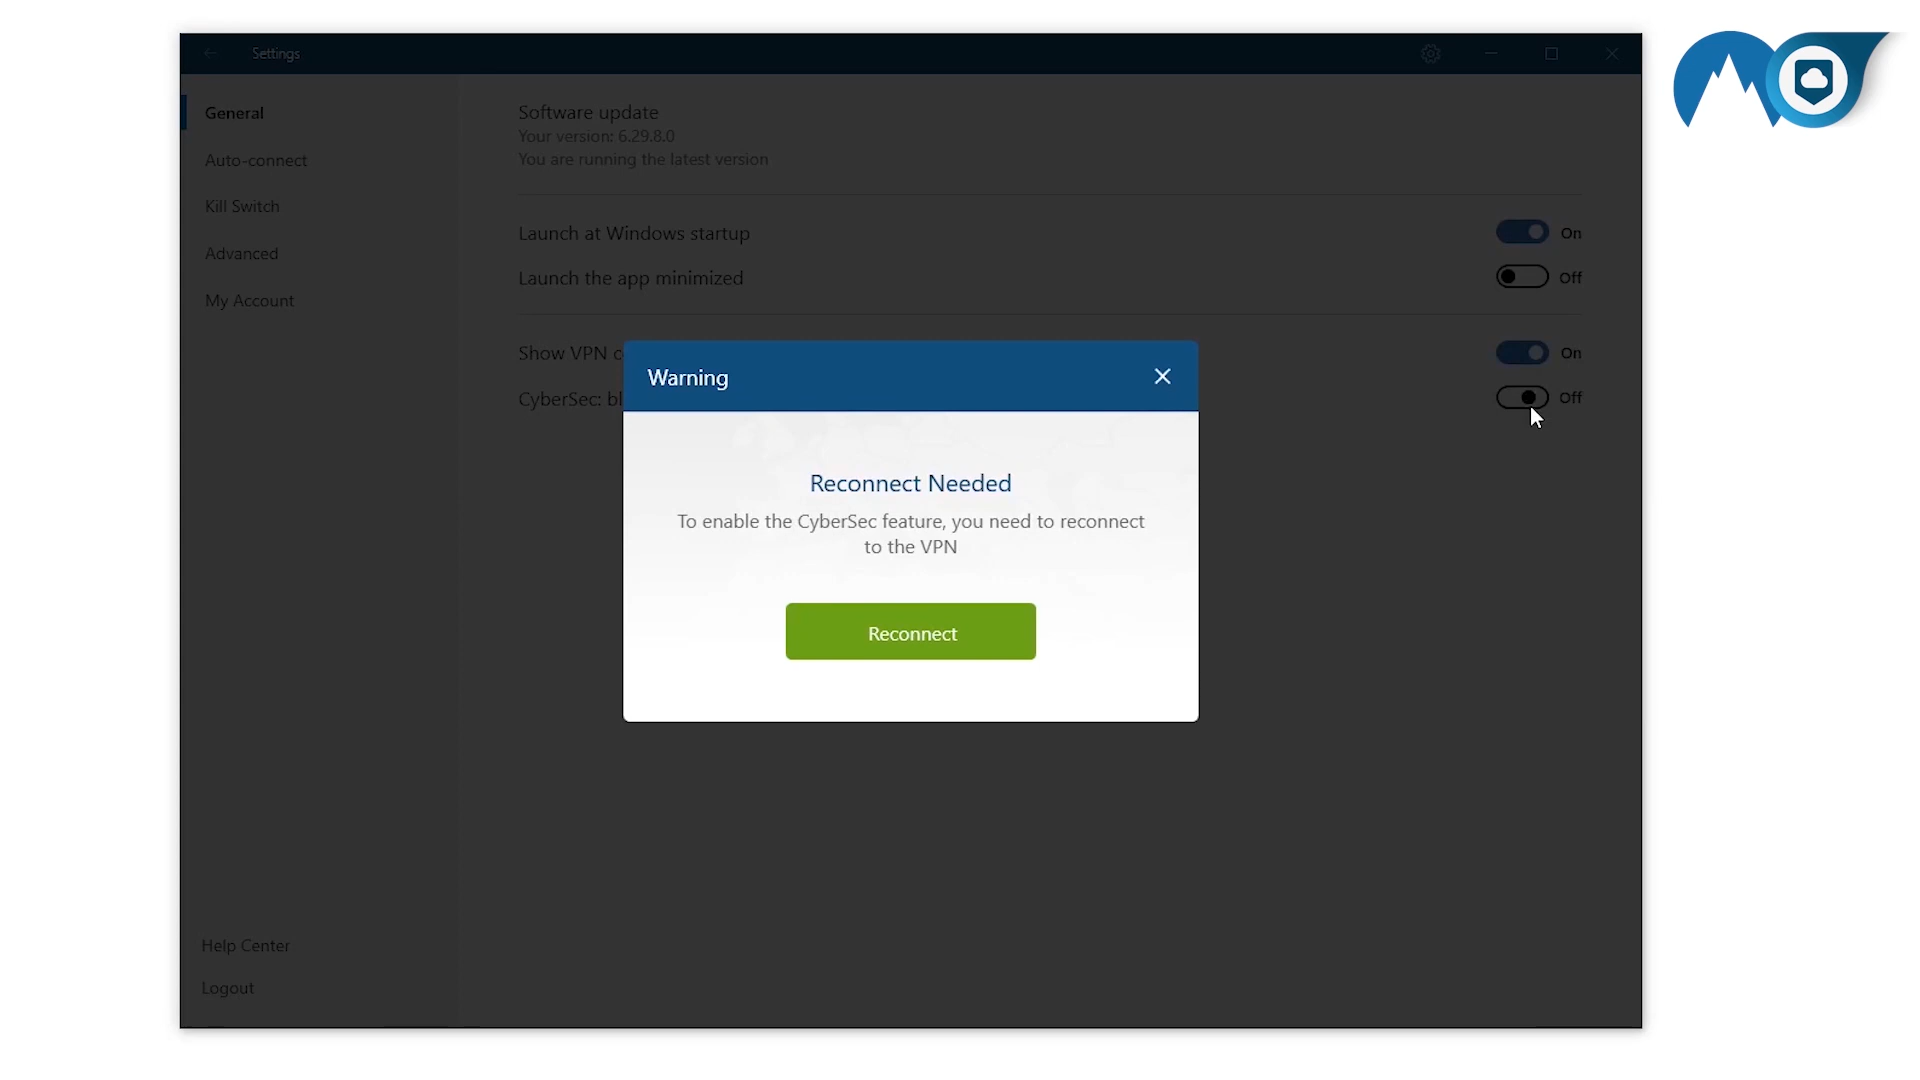 Settings
General
Auto-connect
Kill Switch
Advanced
My Account
Help Center
Logout
Software update
Your version: 6.29.8.0
You are running the latest version
Launch at Windows startup
On
Launch the app minimized
Off
Show VPN
On
CyberSec:
Off
Warning
Reconnect Needed
To enable the CyberSec feature, you need to reconnect
to the VPN
Reconnect